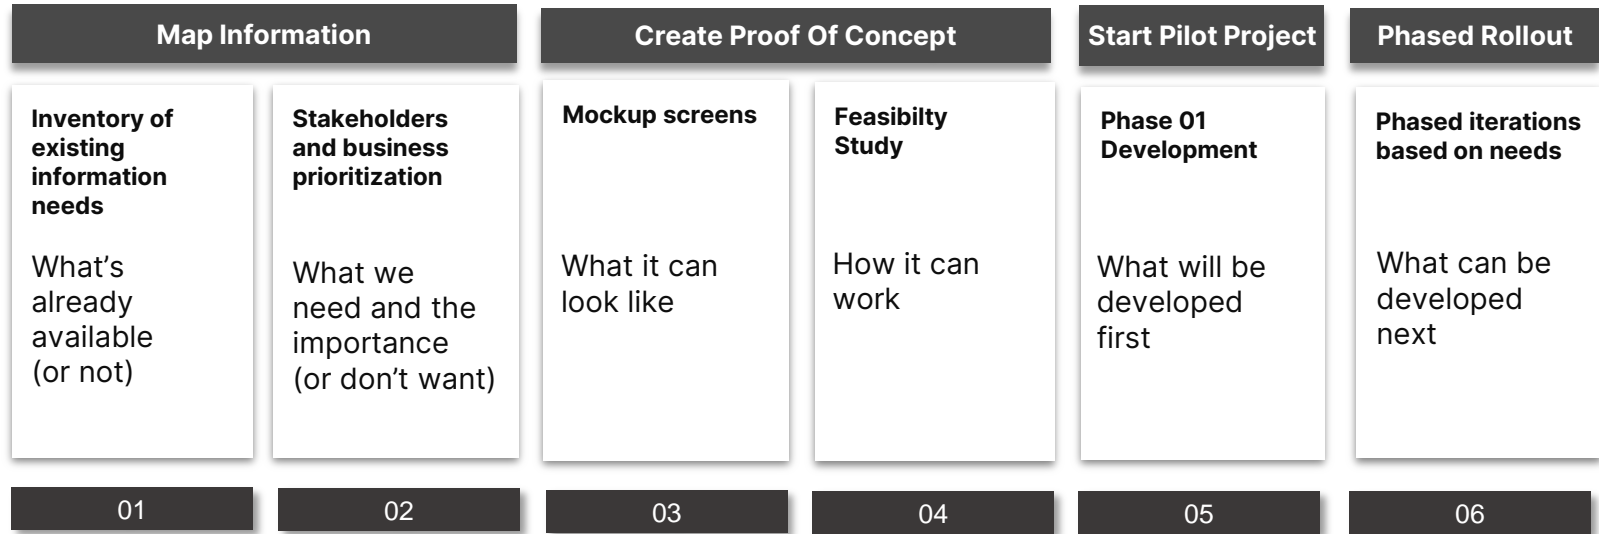 Map Information
Create Proof Of Concept
Start Pilot Project
Phased Rollout
Inventory of
existing
information
needs
What’s
already
available
(or not)
Stakeholders
and business
prioritization
What we
need and the
importance
(or don’t want)
Mockup screens
What it can
look like
Feasibilty
Study
How it can
work
Phase 01
Development
What will be
developed
first
Phased iterations
based on needs
What can be
developed
next
01
02
03
04
05
06